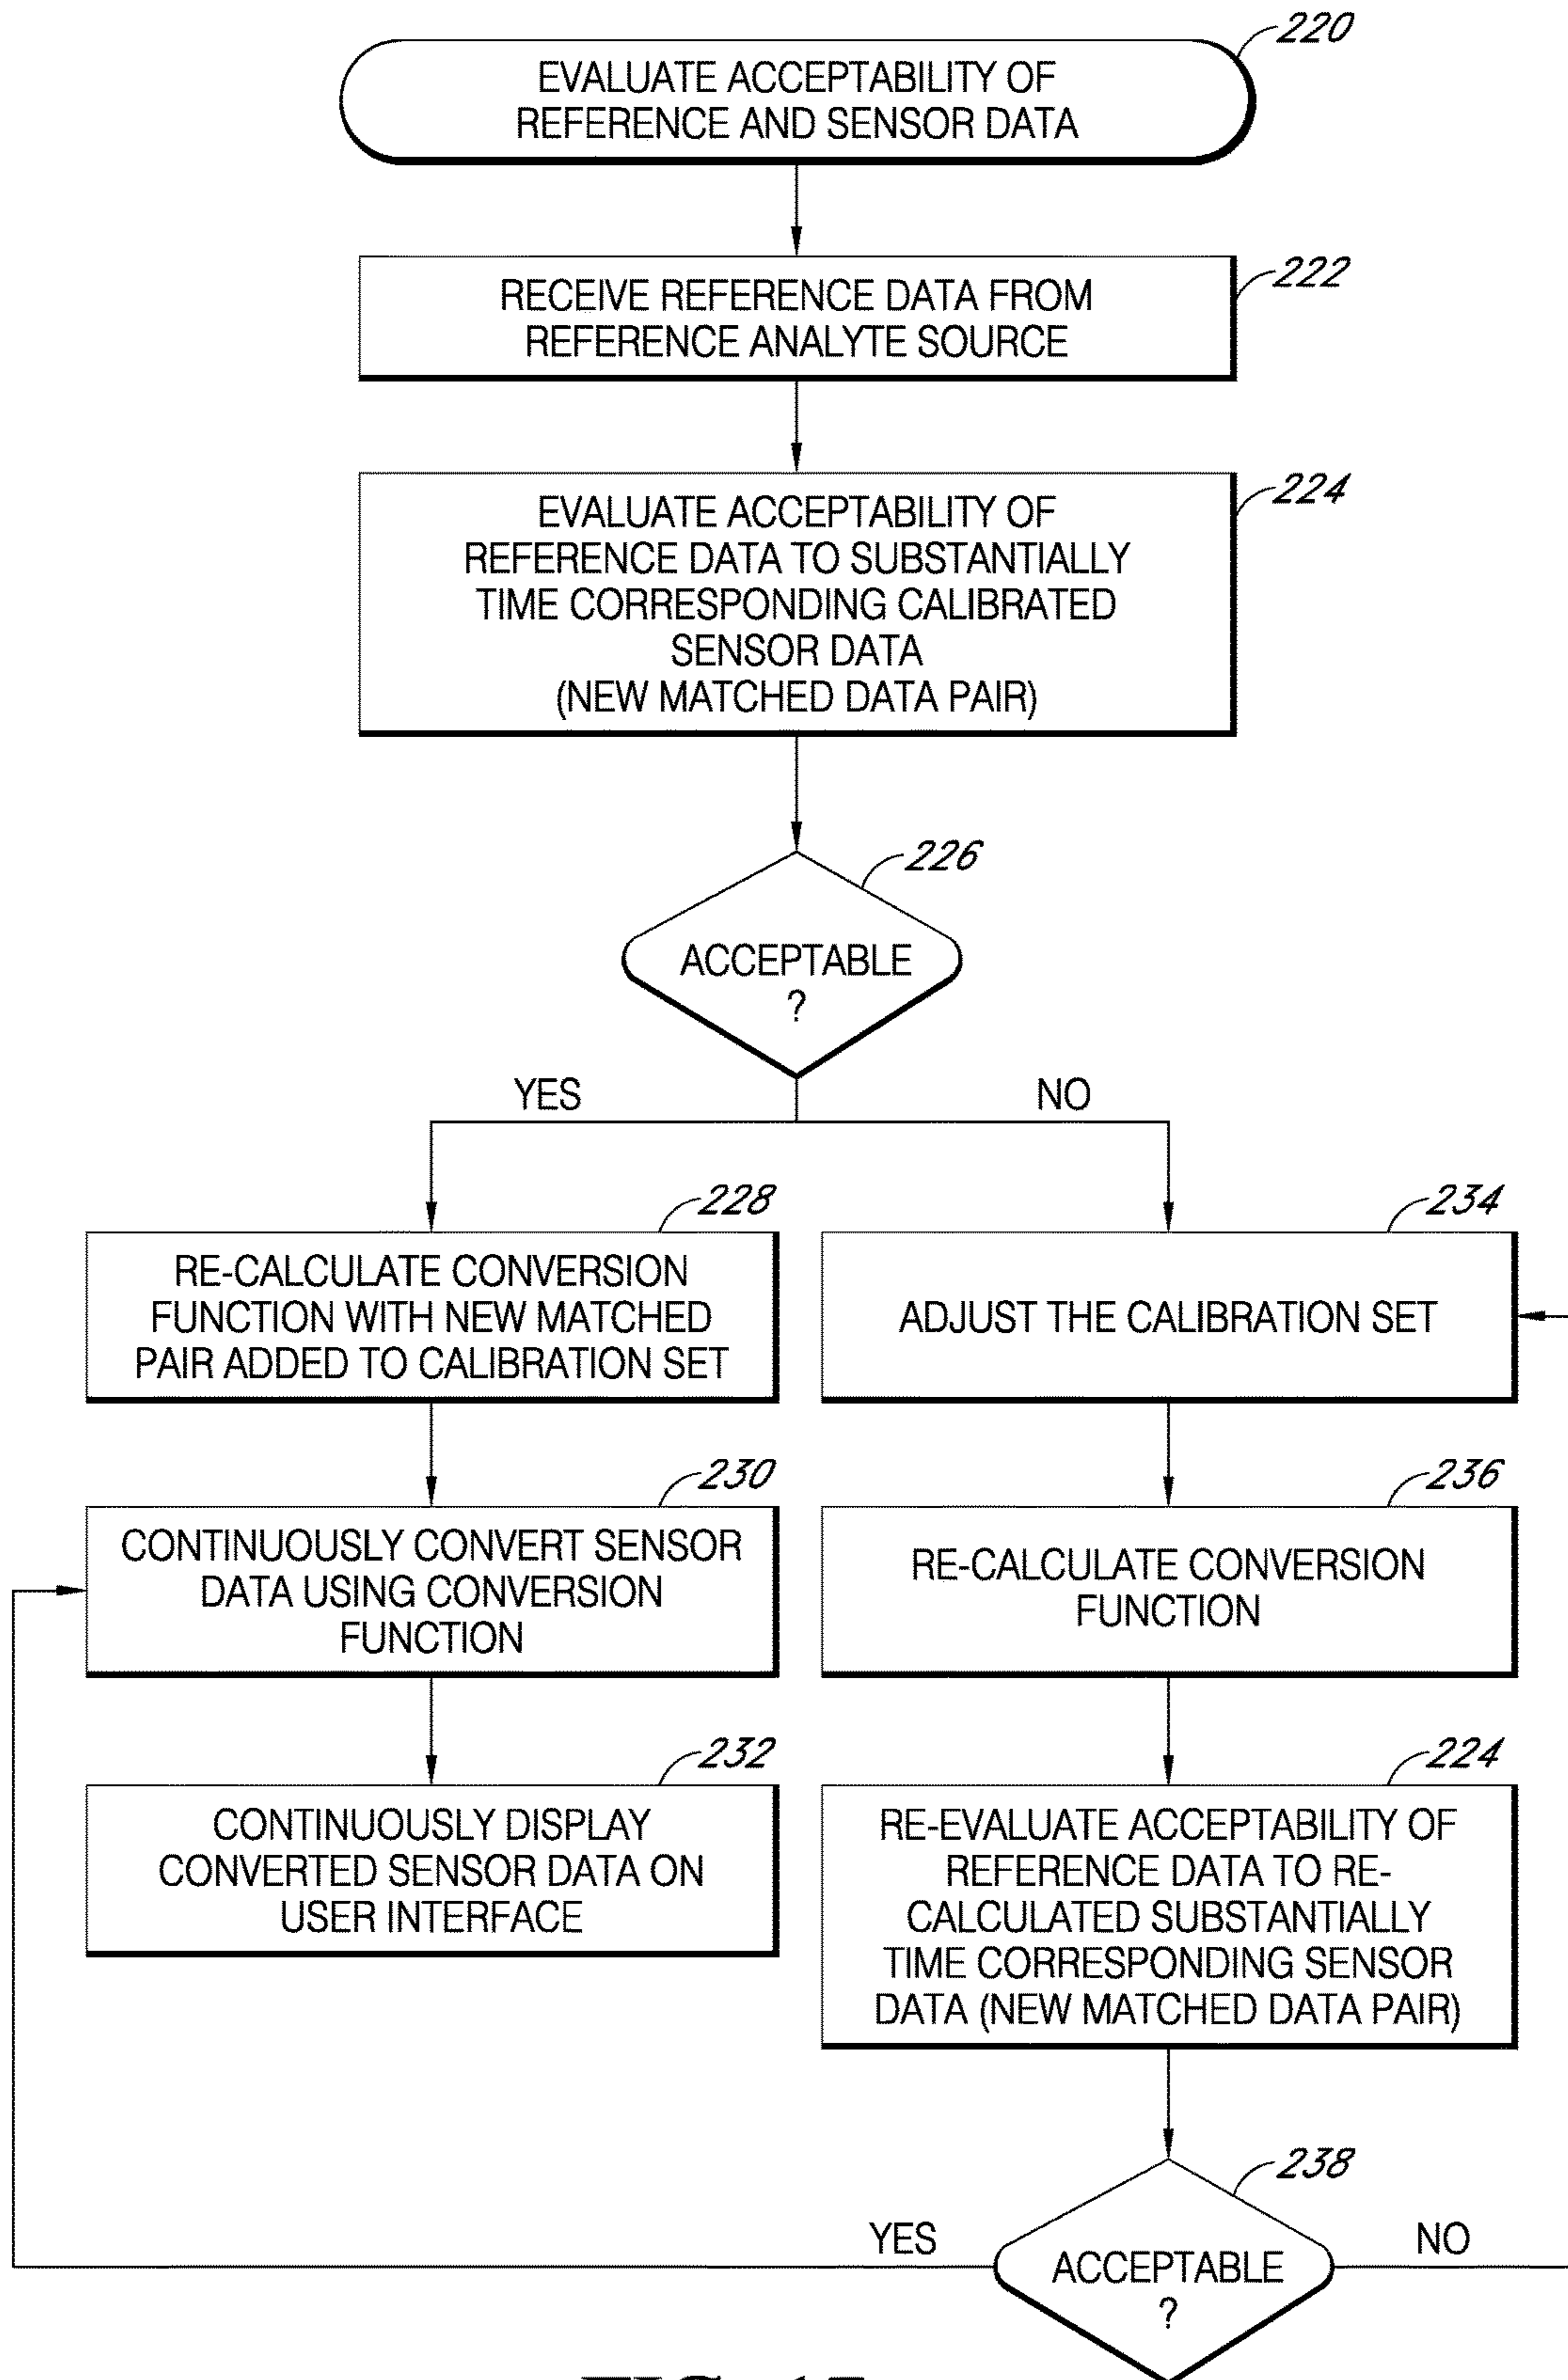 220
EVALUATE ACCEPTABILITY OF
REFERENCE AND SENSOR DATA
222
RECEIVE REFERENCE DATA FROM
REFERENCE ANALYTE SOURCE
224
EVALUATE ACCEPTABILITY OF
REFERENCE DATA TO SUBSTANTIALLY
TIME CORRESPONDING CALIBRATED
SENSOR DATA
(NEW MATCHED DATA PAIR)
226
ACCEPTABLE
?
YES
NO
228
RE-CALCULATE CONVERSION
FUNCTION WITH NEW MATCHED
PAIR ADDED TO CALIBRATION SET
234
ADJUST THE CALIBRATION SET
230
CONTINUOUSLY CONVERT SENSOR
DATA USING CONVERSION
FUNCTION
236
RE-CALCULATE CONVERSION
FUNCTION
232
CONTINUOUSLY DISPLAY
CONVERTED SENSOR DATA ON
USER INTERFACE
224
RE-EVALUATE ACCEPTABILITY OF
REFERENCE DATA TO RE-
CALCULATED SUBSTANTIALLY
TIME CORRESPONDING SENSOR
DATA (NEW MATCHED DATA PAIR)
238
YES
ACCEPTABLE
?
NO